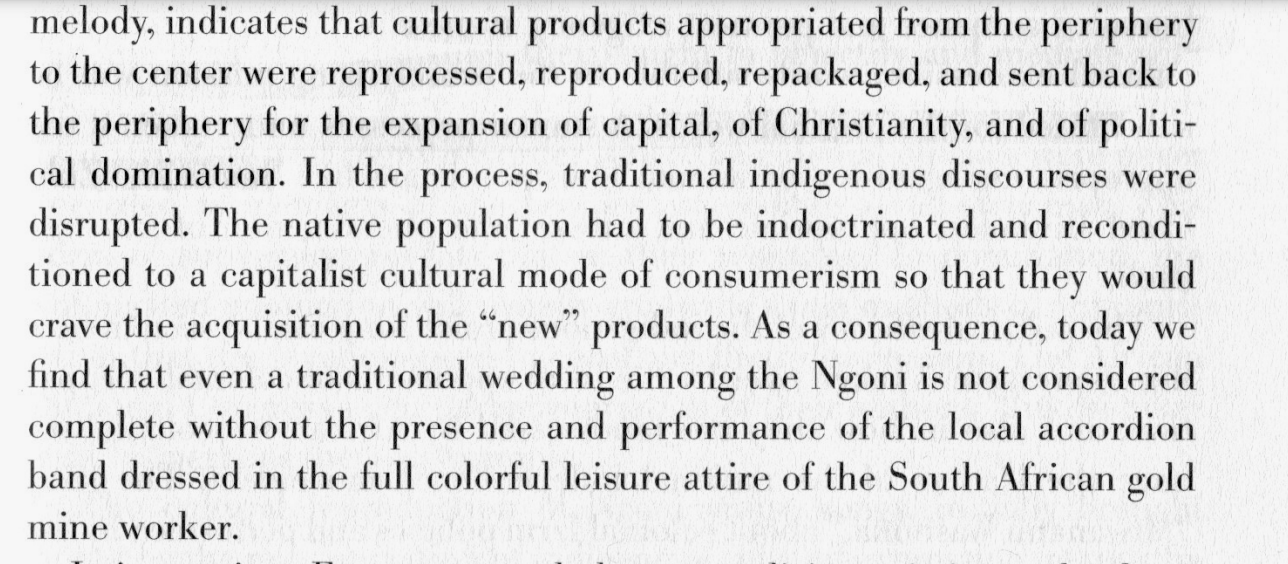 melody, indicates that cultural products appropriated from the periphery
to the center were reprocessed, reproduced, repackaged, and sent back to
the periphery for the expansion of capital, of Christianity, and of politi-
cal domination. In the process, traditional indigenous discourses were
disrupted. The native population had to be indoctrinated and recondi-
tioned to a capitalist cultural mode of consumerism so that they would
crave the acquisition of the “new” products. As a consequence, today we
find that even a traditional wedding among the Ngoni is not considered
complete without the presence and performance of the local accordion
band dressed in the full colorful leisure attire of the South African gold
mine worker.